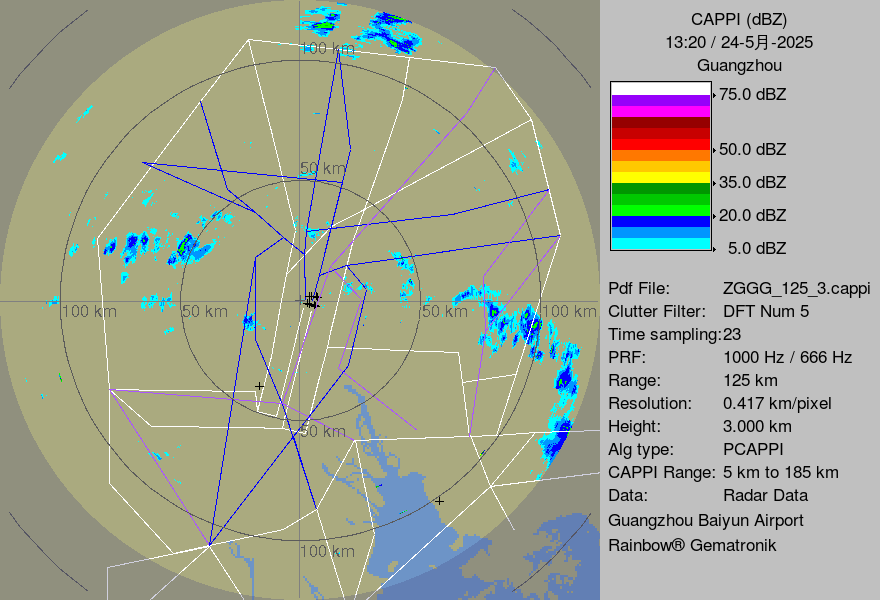 CAPPI (dBZ)
13:20 / 24-5月-2025
Guangzhou
75.0 dBZ
50.0 dBZ
35.0 dBZ
20.0 dBZ
5.0 dBZ
Pdf File: ZGGG_125_3.cappi
Clutter Filter: DFT Num 5
Time sampling:23
PRF: 1000 Hz / 666 Hz
Range: 125 km
Resolution: 0.417 km/pixel
Height: 3.000 km
Alg type: PCAPPI
CAPPI Range: 5 km to 185 km
Data: Radar Data
Guangzhou Baiyun Airport
Rainbow® Gematronik
100 km
50 km
100 km
50 km
50 km
100 km
50 km
100 km